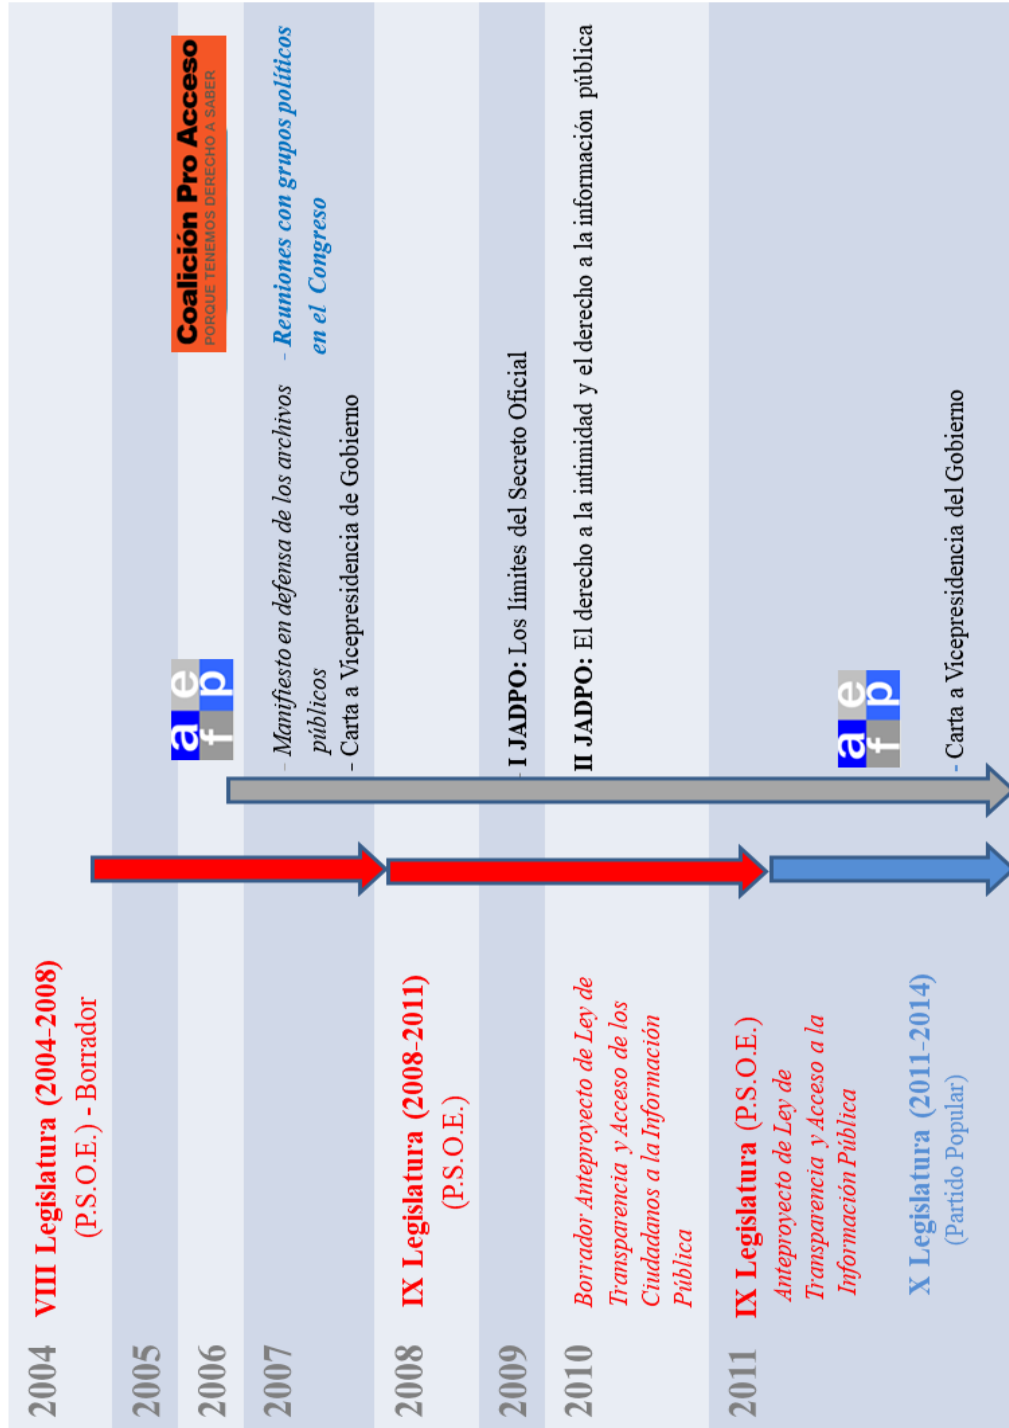 2004
VIII Legislatura (2004-2008)
(P.S.O.E.) - Borrador
2005
2006
a e
f p
Coalición Pro Acceso
PORQUE TENEMOS DERECHO A SABER
2007
- Manifiesto en defensa de los archivos
públicos
- Carta a Vicepresidencia de Gobierno
- Reuniones con grupos políticos
en el Congreso
2008
IX Legislatura (2008-2011)
(P.S.O.E.)
2009
- I JADPO: Los límites del Secreto Oficial
2010
Borrador Anteproyecto de Ley de
Transparencia y Acceso de los
Ciudadanos a la Información
Pública
II JADPO: El derecho a la intimidad y el derecho a la información pública
2011
IX Legislatura (P.S.O.E.)
Anteproyecto de Ley de
Transparencia y Acceso a la
Información Pública
a e
f p
X Legislatura (2011-2014)
(Partido Popular)
- Carta a Vicepresidencia del Gobierno